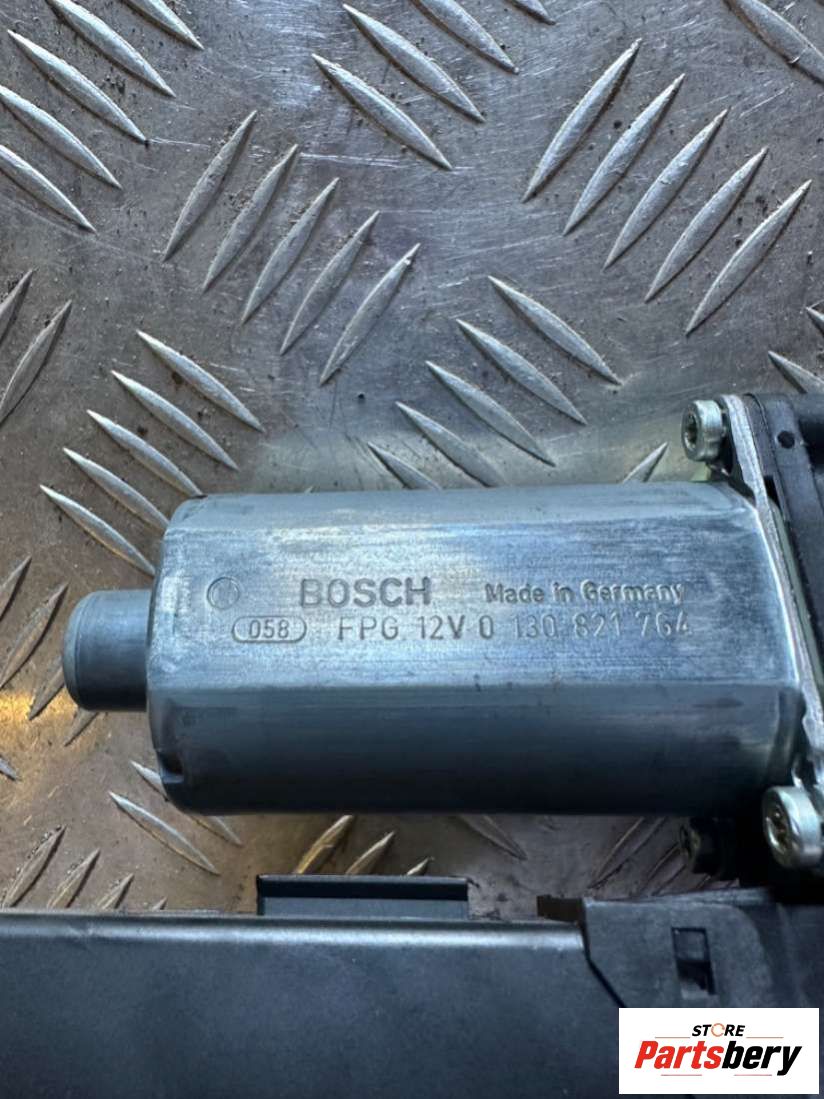 BOSCH Made in Germany
058 FPG 12V 0 130 821 764
STORE
Partsbery